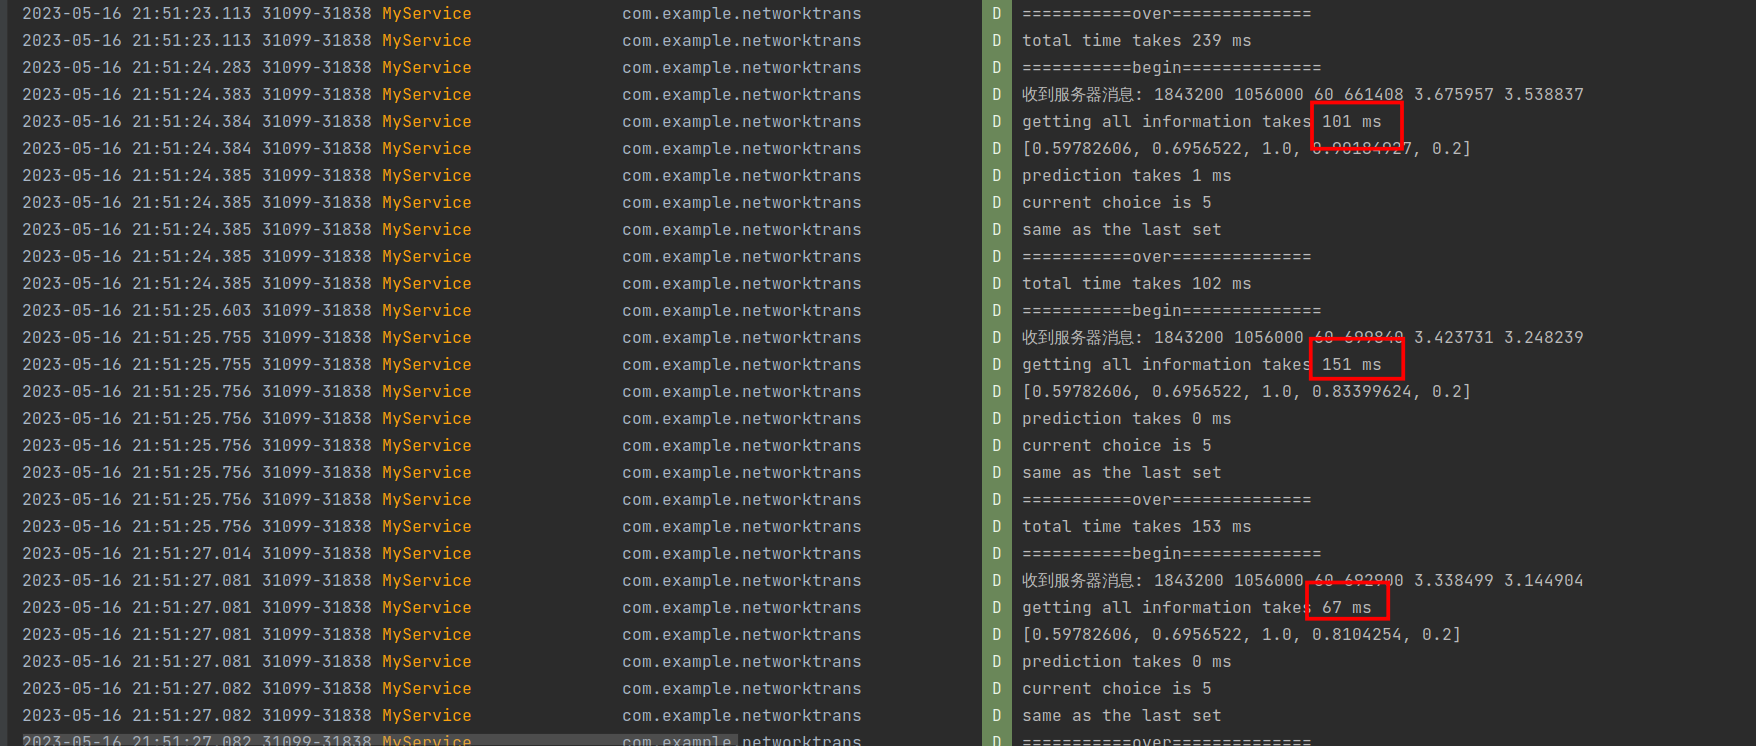 2023-05-16 21:51:23.113 31099-31838 MyService com.example.networktrans D ===========over==============
2023-05-16 21:51:23.113 31099-31838 MyService com.example.networktrans D total time takes 239 ms
2023-05-16 21:51:24.283 31099-31838 MyService com.example.networktrans D ===========begin==============
2023-05-16 21:51:24.383 31099-31838 MyService com.example.networktrans D 收到服务器消息: 1843200 1056000 60 661408 3.675957 3.538837
2023-05-16 21:51:24.384 31099-31838 MyService com.example.networktrans D getting all information takes 101 ms
2023-05-16 21:51:24.384 31099-31838 MyService com.example.networktrans D [0.59782606, 0.6956522, 1.0, 0.90184927, 0.2]
2023-05-16 21:51:24.385 31099-31838 MyService com.example.networktrans D prediction takes 1 ms
2023-05-16 21:51:24.385 31099-31838 MyService com.example.networktrans D current choice is 5
2023-05-16 21:51:24.385 31099-31838 MyService com.example.networktrans D same as the last set
2023-05-16 21:51:24.385 31099-31838 MyService com.example.networktrans D ===========over==============
2023-05-16 21:51:24.385 31099-31838 MyService com.example.networktrans D total time takes 102 ms
2023-05-16 21:51:25.603 31099-31838 MyService com.example.networktrans D ===========begin==============
2023-05-16 21:51:25.755 31099-31838 MyService com.example.networktrans D 收到服务器消息: 1843200 1056000 60 699840 3.423731 3.248239
2023-05-16 21:51:25.755 31099-31838 MyService com.example.networktrans D getting all information takes 151 ms
2023-05-16 21:51:25.756 31099-31838 MyService com.example.networktrans D [0.59782606, 0.6956522, 1.0, 0.83399624, 0.2]
2023-05-16 21:51:25.756 31099-31838 MyService com.example.networktrans D prediction takes 0 ms
2023-05-16 21:51:25.756 31099-31838 MyService com.example.networktrans D current choice is 5
2023-05-16 21:51:25.756 31099-31838 MyService com.example.networktrans D same as the last set
2023-05-16 21:51:25.756 31099-31838 MyService com.example.networktrans D ===========over==============
2023-05-16 21:51:25.756 31099-31838 MyService com.example.networktrans D total time takes 153 ms
2023-05-16 21:51:27.014 31099-31838 MyService com.example.networktrans D ===========begin==============
2023-05-16 21:51:27.081 31099-31838 MyService com.example.networktrans D 收到服务器消息: 1843200 1056000 60 692900 3.338499 3.144904
2023-05-16 21:51:27.081 31099-31838 MyService com.example.networktrans D getting all information takes 67 ms
2023-05-16 21:51:27.081 31099-31838 MyService com.example.networktrans D [0.59782606, 0.6956522, 1.0, 0.8104254, 0.2]
2023-05-16 21:51:27.081 31099-31838 MyService com.example.networktrans D prediction takes 0 ms
2023-05-16 21:51:27.082 31099-31838 MyService com.example.networktrans D current choice is 5
2023-05-16 21:51:27.082 31099-31838 MyService com.example.networktrans D same as the last set
2023-05-16 21:51:27.082 31099-31838 MyService com.example.networktrans D ===========over==============